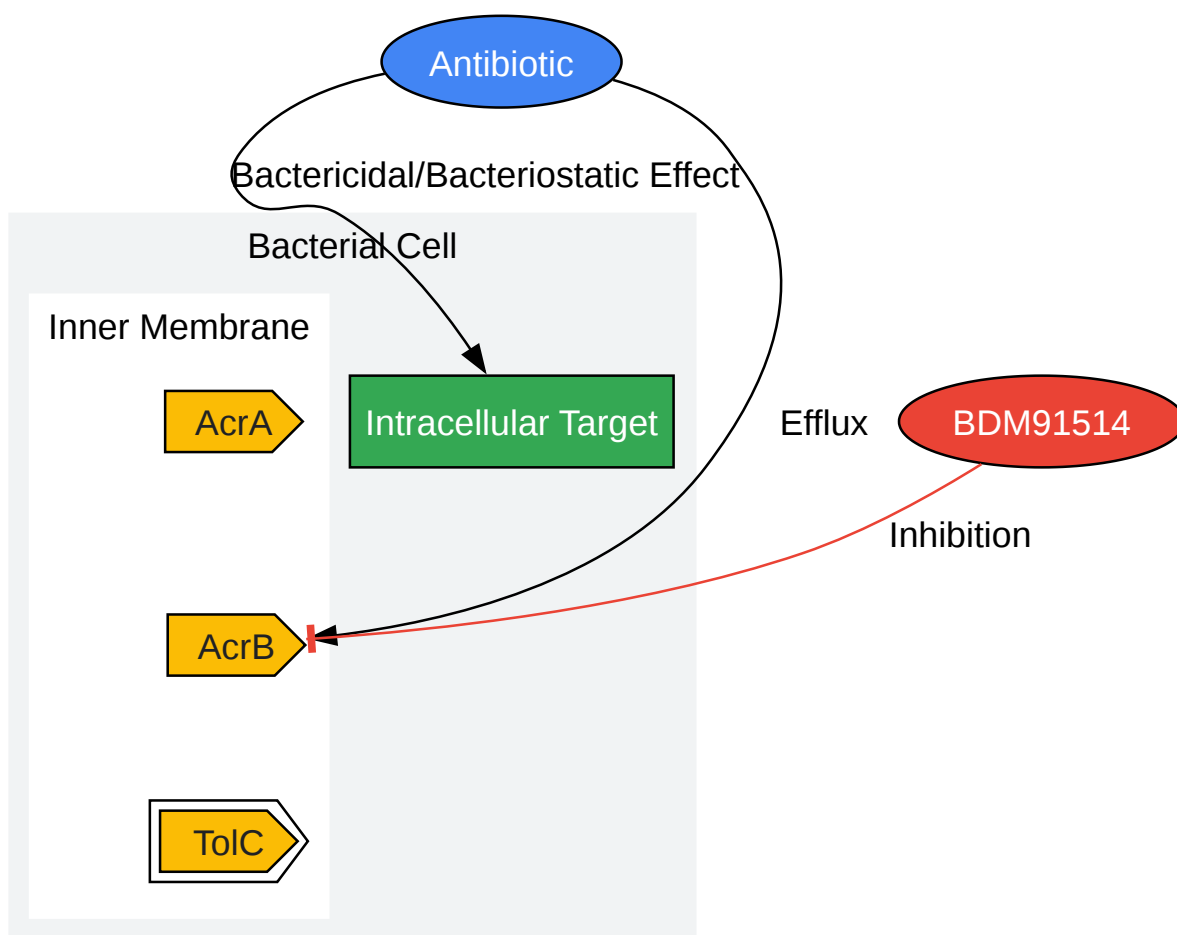 Antibiotic
Bactericidal/Bacteriostatic Effect
Bacterial Cell
Inner Membrane
AcrA
Intracellular Target
Efflux
BDM91514
Inhibition
AcrB
TolC